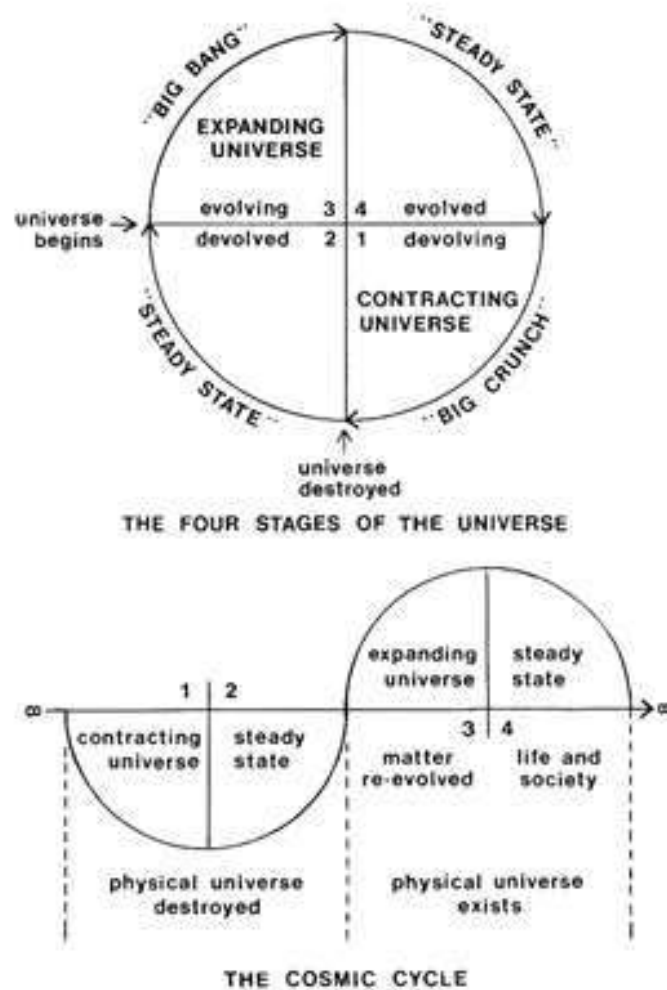 "BIG BANG"
"STEADY STATE"
EXPANDING
UNIVERSE
universe
begins
evolving 3 4 evolved
devolved 2 1 devolving
CONTRACTING
UNIVERSE
"STEADY STATE"
"BIG CRUNCH"
universe
destroyed
THE FOUR STAGES OF THE UNIVERSE
expanding
universe
steady
state
1 2
∞ ∞
contracting
universe
steady
state
3 4
matter
re-evolved
life and
society
physical universe
destroyed
physical universe
exists
THE COSMIC CYCLE